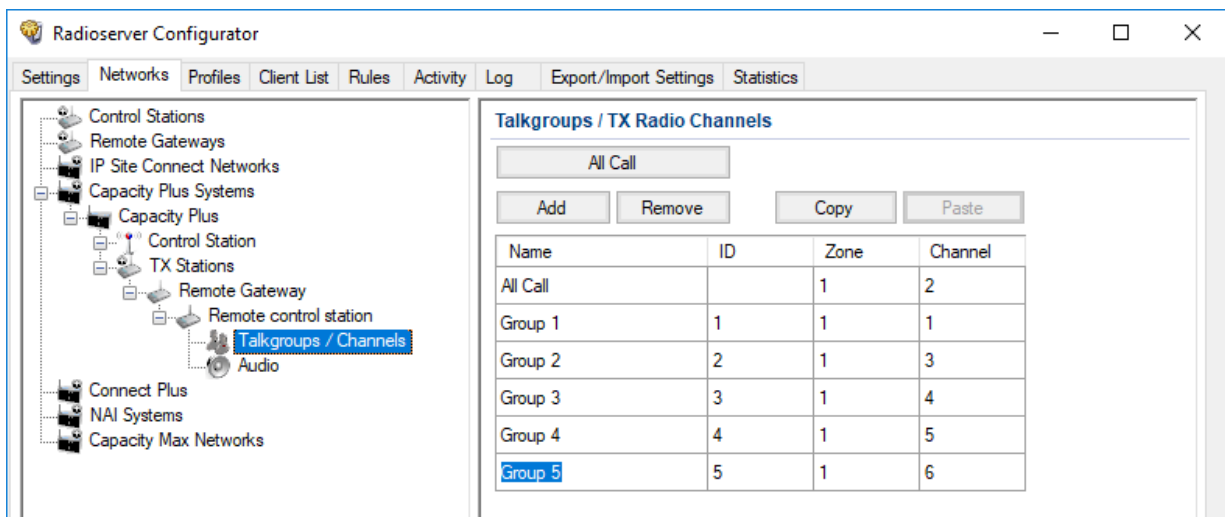 Radioserver Configurator
Settings Networks Profiles Client List Rules Activity Log Export/Import Settings Statistics
Control Stations
Remote Gateways
IP Site Connect Networks
Capacity Plus Systems
Capacity Plus
Control Station
TX Stations
Remote Gateway
Remote control station
Talkgroups / Channels
Audio
Connect Plus
NAI Systems
Capacity Max Networks
Talkgroups / TX Radio Channels
All Call
Add Remove Copy Paste
Name ID Zone Channel
All Call 1 2
Group 1 1 1 1
Group 2 2 1 3
Group 3 3 1 4
Group 4 4 1 5
Group 5 5 1 6